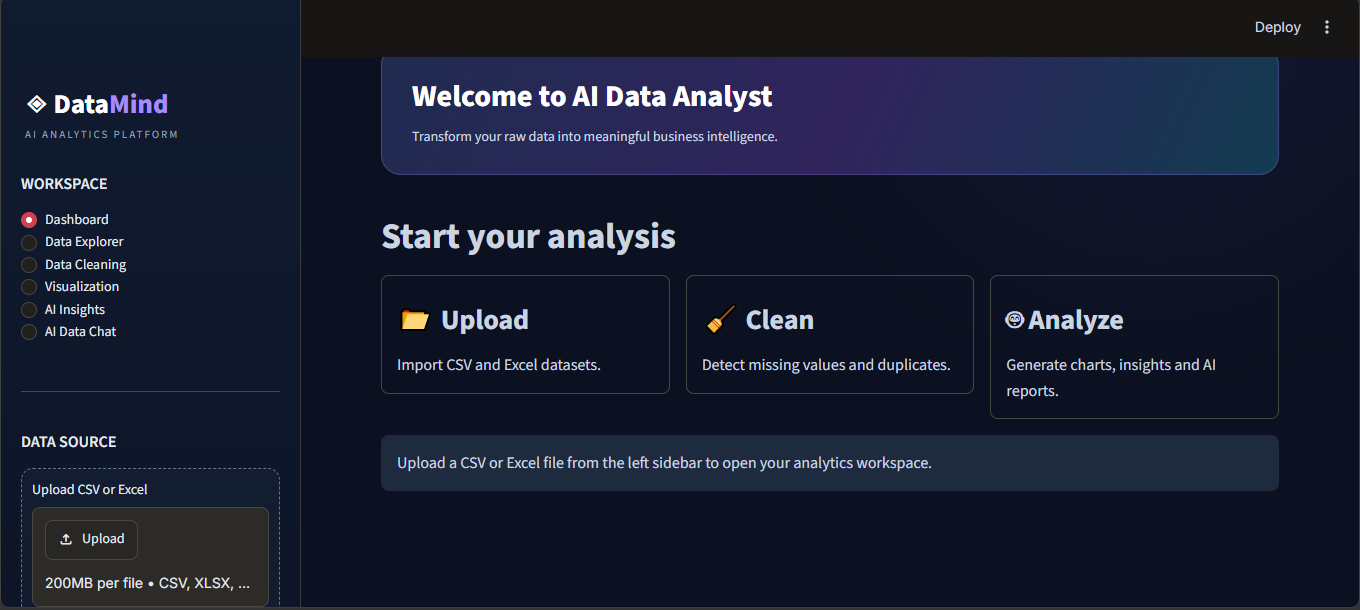 Deploy
DataMind
AI ANALYTICS PLATFORM
WORKSPACE
Dashboard
Data Explorer
Data Cleaning
Visualization
AI Insights
AI Data Chat
DATA SOURCE
Upload CSV or Excel
Upload
200MB per file • CSV, XLSX, ...
Welcome to AI Data Analyst
Transform your raw data into meaningful business intelligence.
Start your analysis
Upload
Import CSV and Excel datasets.
Clean
Detect missing values and duplicates.
Analyze
Generate charts, insights and AI
reports.
Upload a CSV or Excel file from the left sidebar to open your analytics workspace.